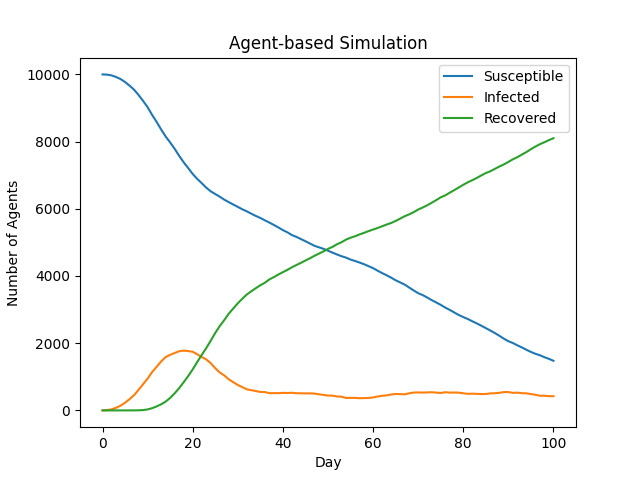 Agent-based Simulation
10000
8000
6000
4000
2000
0
Number of Agents
Susceptible
Infected
Recovered
0 20 40 60 80 100
Day